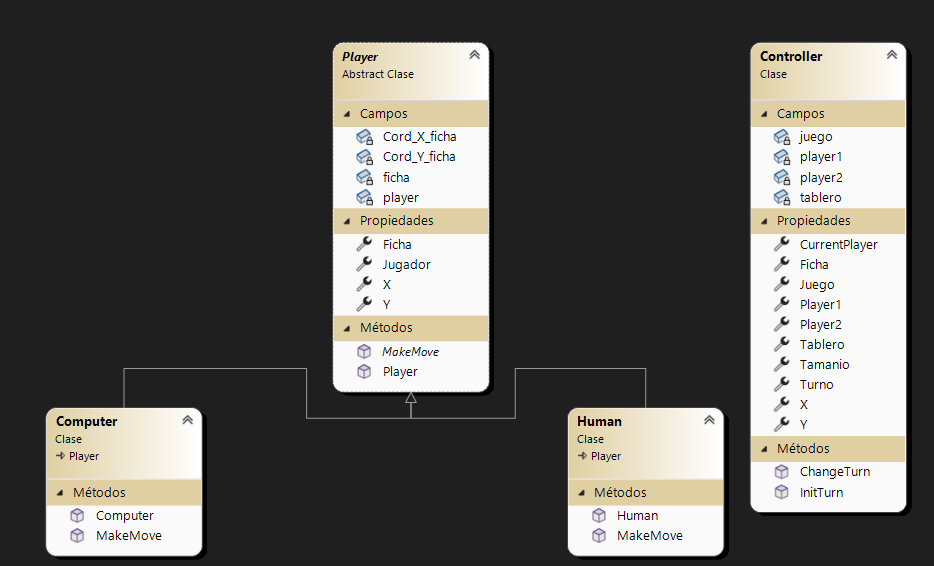 Player
Abstract Clase
Campos
Cord_X_ficha
Cord_Y_ficha
ficha
player
Propiedades
Ficha
Jugador
X
Y
Métodos
MakeMove
Player
Controller
Clase
Campos
juego
player1
player2
tablero
Propiedades
CurrentPlayer
Ficha
Juego
Player1
Player2
Tablero
Tamanio
Turno
X
Y
Métodos
ChangeTurn
InitTurn
Computer
Clase
Player
Métodos
Computer
MakeMove
Human
Clase
Player
Métodos
Human
MakeMove